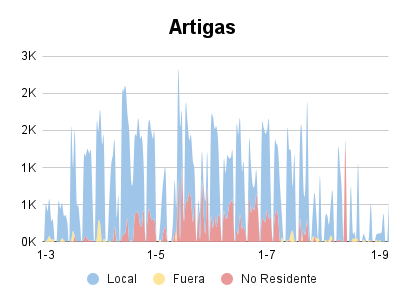 Artigas
3K
2K
2K
1K
1K
0K
1-3 1-5 1-7 1-9
Local Fuera No Residente